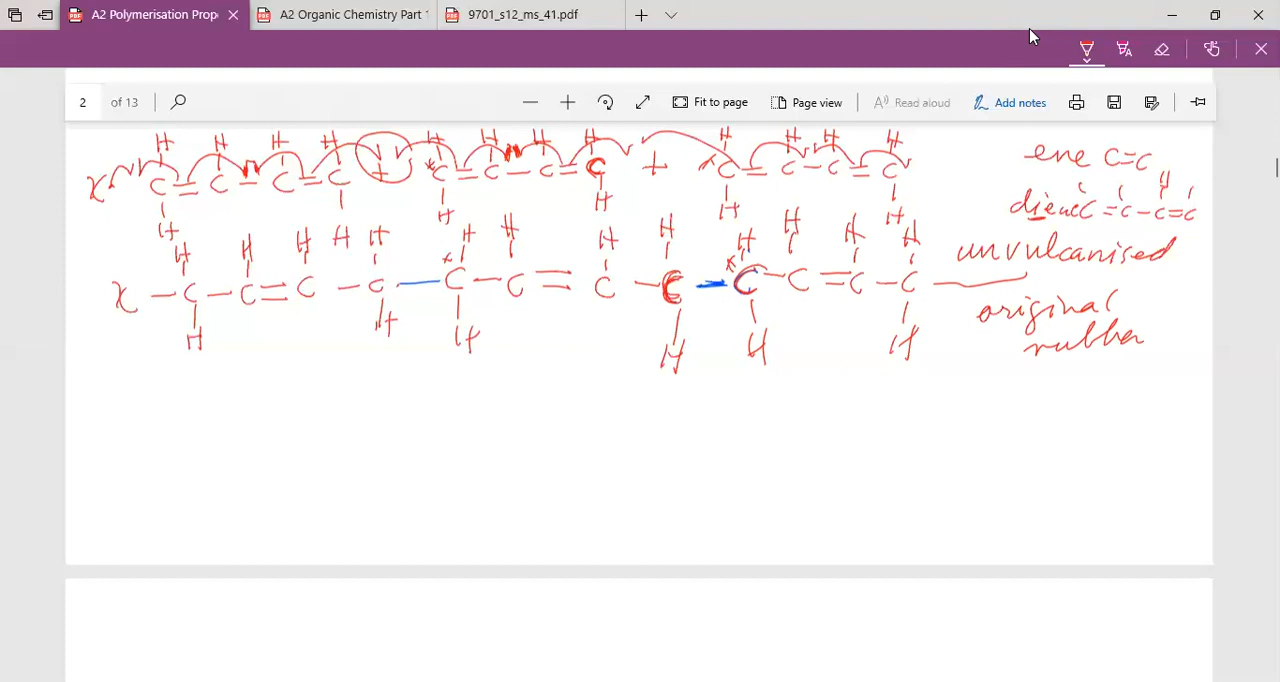 A2 Polymerisation Prop
A2 Organic Chemistry Part 1
9701_s12_ms_41.pdf
2 of 13
Fit to page
Page view
Read aloud
Add notes
H H H H H H H H H H H H
X C = C - C = C + *C = C - C = C + *C = C - C = C
H H H H H
ene C=C
H
diene C=C-C=C
unvulcanised
H H H H H * H H H H * H H H H
X - C - C = C - C - C - C = C - C - C - C = C - C
H H H H H H
original
rubber